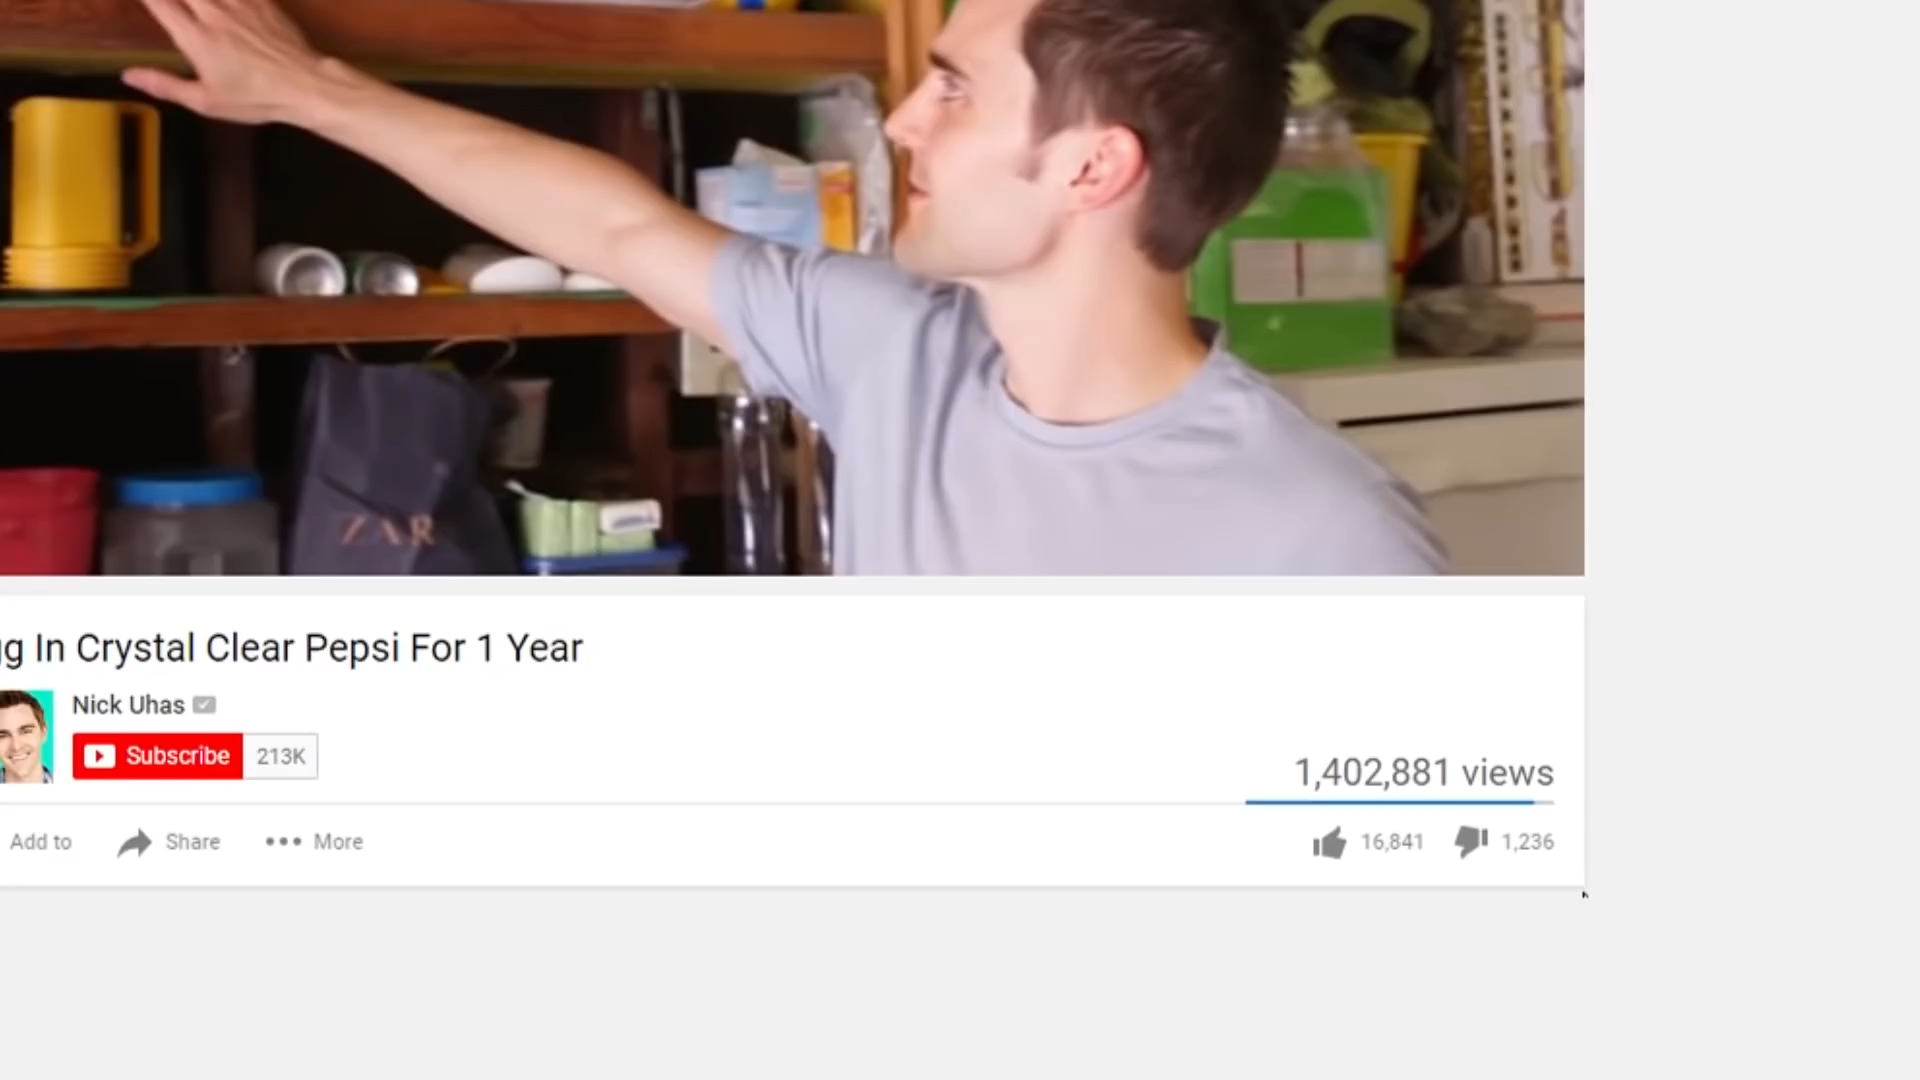 ZAR
g In Crystal Clear Pepsi For 1 Year
Nick Uhas
Subscribe 213K
1,402,881 views
Add to Share More
16,841 1,236